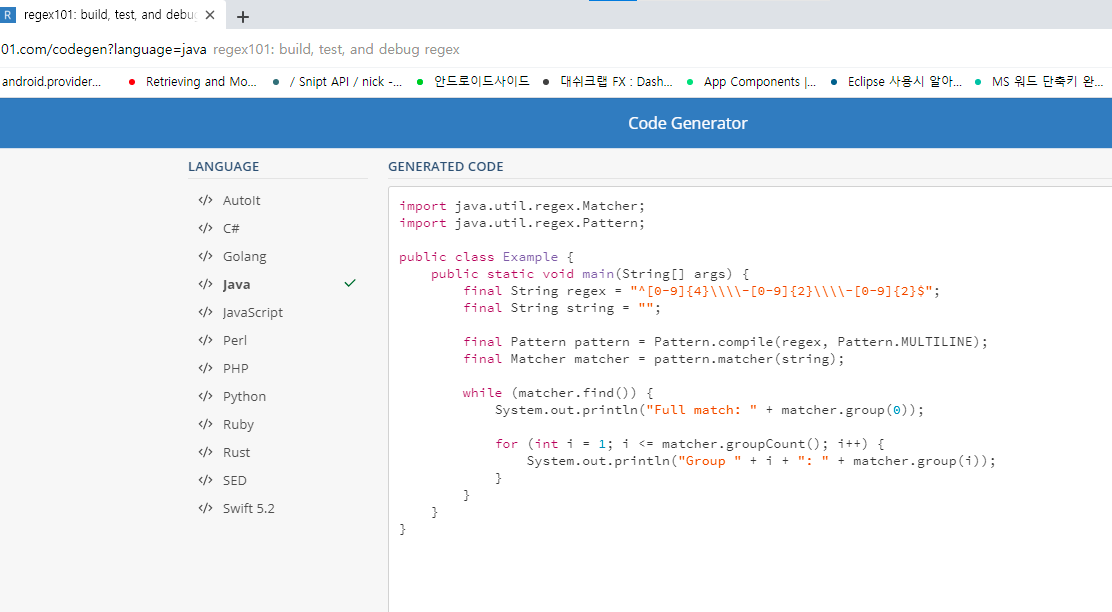 R regex101: build, test, and debu
01.com/codegen?language=java regex101: build, test, and debug regex
android.provider... Retrieving and Mo... / Snipt API / nick -... 안드로이드사이드 대쉬크랩 FX : Dash... App Components |... Eclipse 사용시 알아... MS 워드 단축키 완...
Code Generator
LANGUAGE
</> AutoIt
</> C#
</> Golang
</> Java
</> JavaScript
</> Perl
</> PHP
</> Python
</> Ruby
</> Rust
</> SED
</> Swift 5.2
GENERATED CODE
import java.util.regex.Matcher;
import java.util.regex.Pattern;
public class Example {
public static void main(String[] args) {
final String regex = "^[0-9]{4}\\\\-[0-9]{2}\\\\-[0-9]{2}$";
final String string = "";
final Pattern pattern = Pattern.compile(regex, Pattern.MULTILINE);
final Matcher matcher = pattern.matcher(string);
while (matcher.find()) {
System.out.println("Full match: " + matcher.group(0));
for (int i = 1; i <= matcher.groupCount(); i++) {
System.out.println("Group " + i + ": " + matcher.group(i));
}
}
}
}